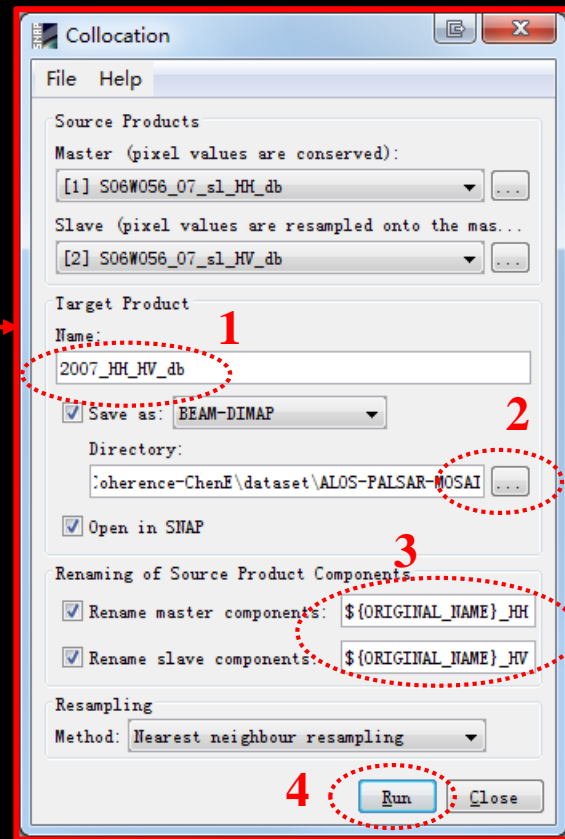 SNAP
Collocation
File Help
Source Products
Master (pixel values are conserved):
[1] S06W056_07_sl_HH_db
...
Slave (pixel values are resampled onto the mas...
[2] S06W056_07_sl_HV_db
...
Target Product
Name:
1
2007_HH_HV_db
Save as: BEAM-DIMAP
2
Directory:
oherence-ChenE\dataset\ALOS-PALSAR-MOSAI
...
Open in SNAP
3
Renaming of Source Product Components
Rename master components: ${ORIGINAL_NAME}_HH
Rename slave components: ${ORIGINAL_NAME}_HV
Resampling
Method: Nearest neighbour resampling
4 Run Close